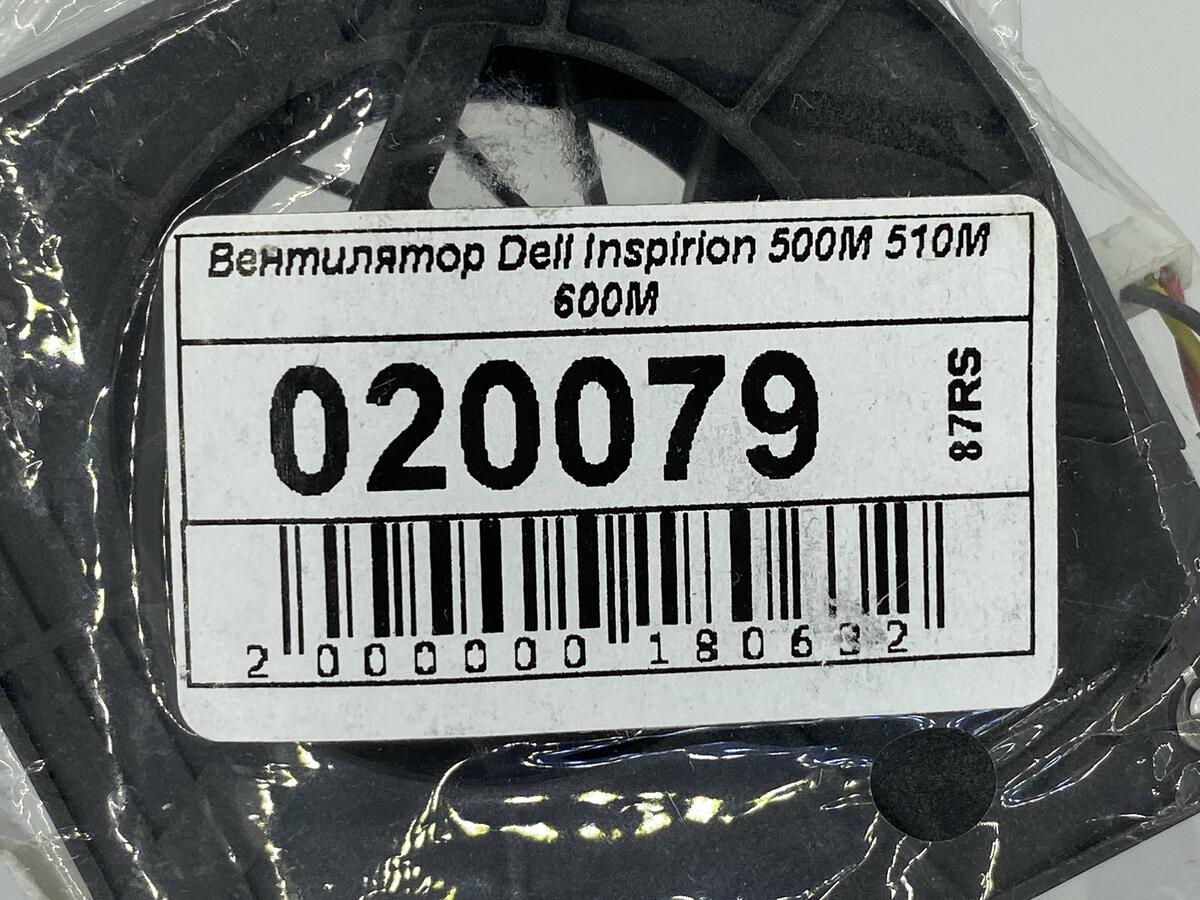 Вентилятор Dell Inspirion 500M 510M
600M
020079
87RS
2 000000 180632